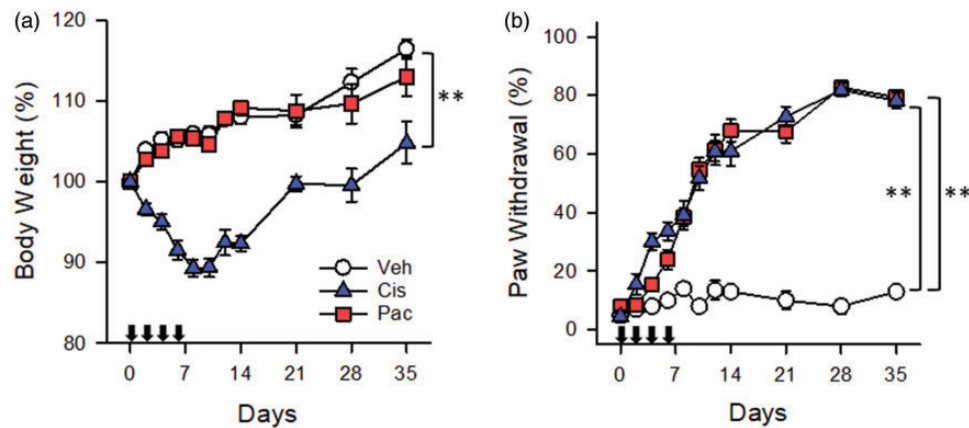 (a)
Body Weight (%)
120
110
100
90
80
**
Veh
Cis
Pac
0 7 14 21 28 35
Days
(b)
Paw Withdrawal (%)
100
80
60
40
20
0
** **
0 7 14 21 28 35
Days